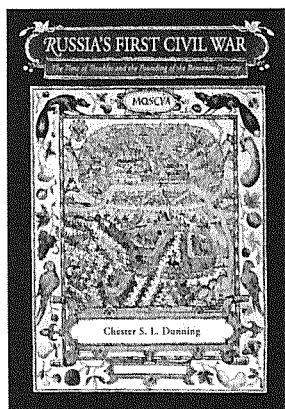 RUSSIA'S FIRST CIVIL WAR
The Time of Troubles and the Founding of the Romanov Dynasty
MOSCVA
Chester S. L. Dunning